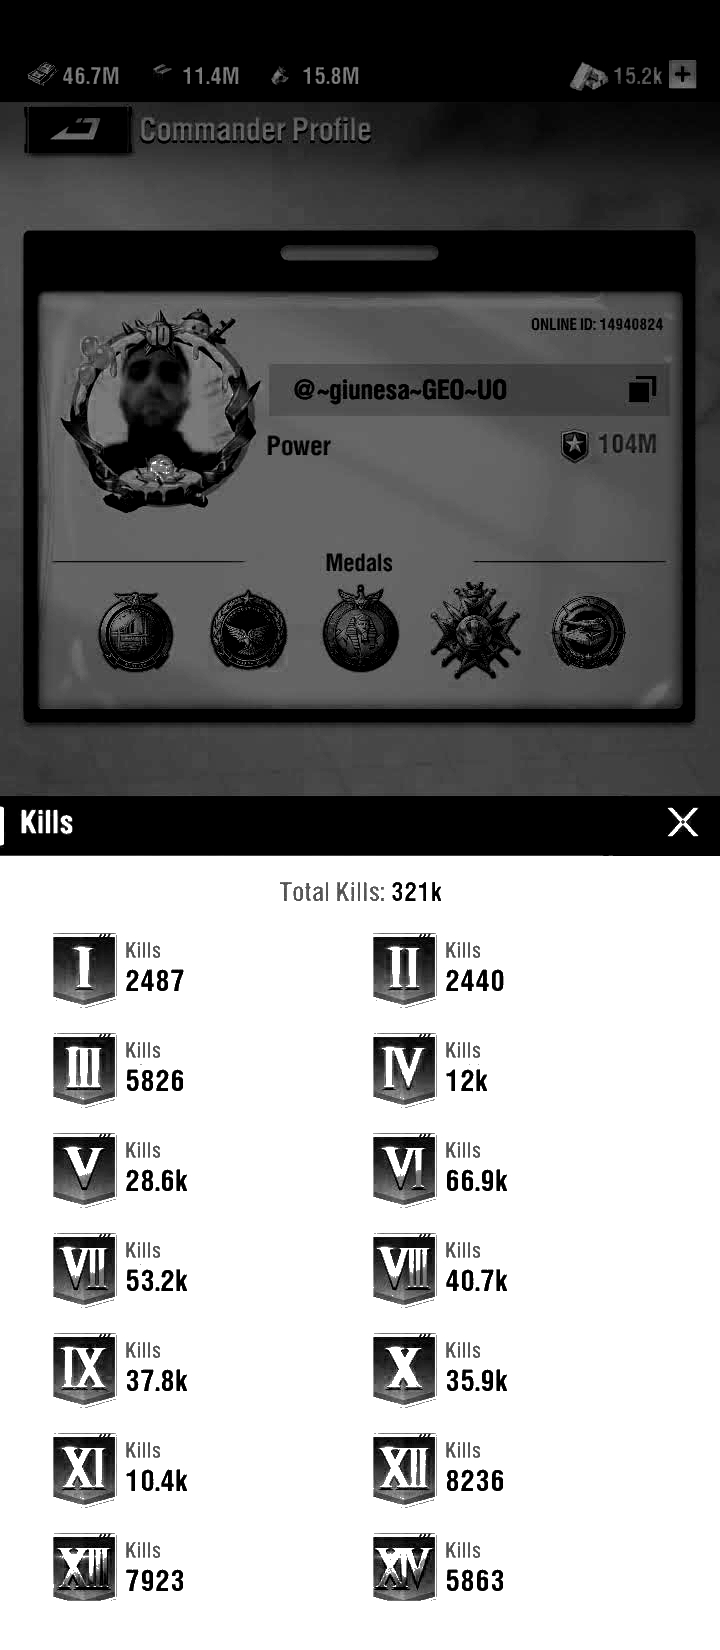 46.7M 11.4M 15.8M 15.2k
Commander Profile
ONLINE ID: 14940824
@~giunesa~GEO~UO
Power 104M
Medals
Kills
Total Kills: 321k
I Kills 2487
II Kills 2440
III Kills 5826
IV Kills 12k
V Kills 28.6k
VI Kills 66.9k
VII Kills 53.2k
VIII Kills 40.7k
IX Kills 37.8k
X Kills 35.9k
XI Kills 10.4k
XII Kills 8236
XIII Kills 7923
XIV Kills 5863